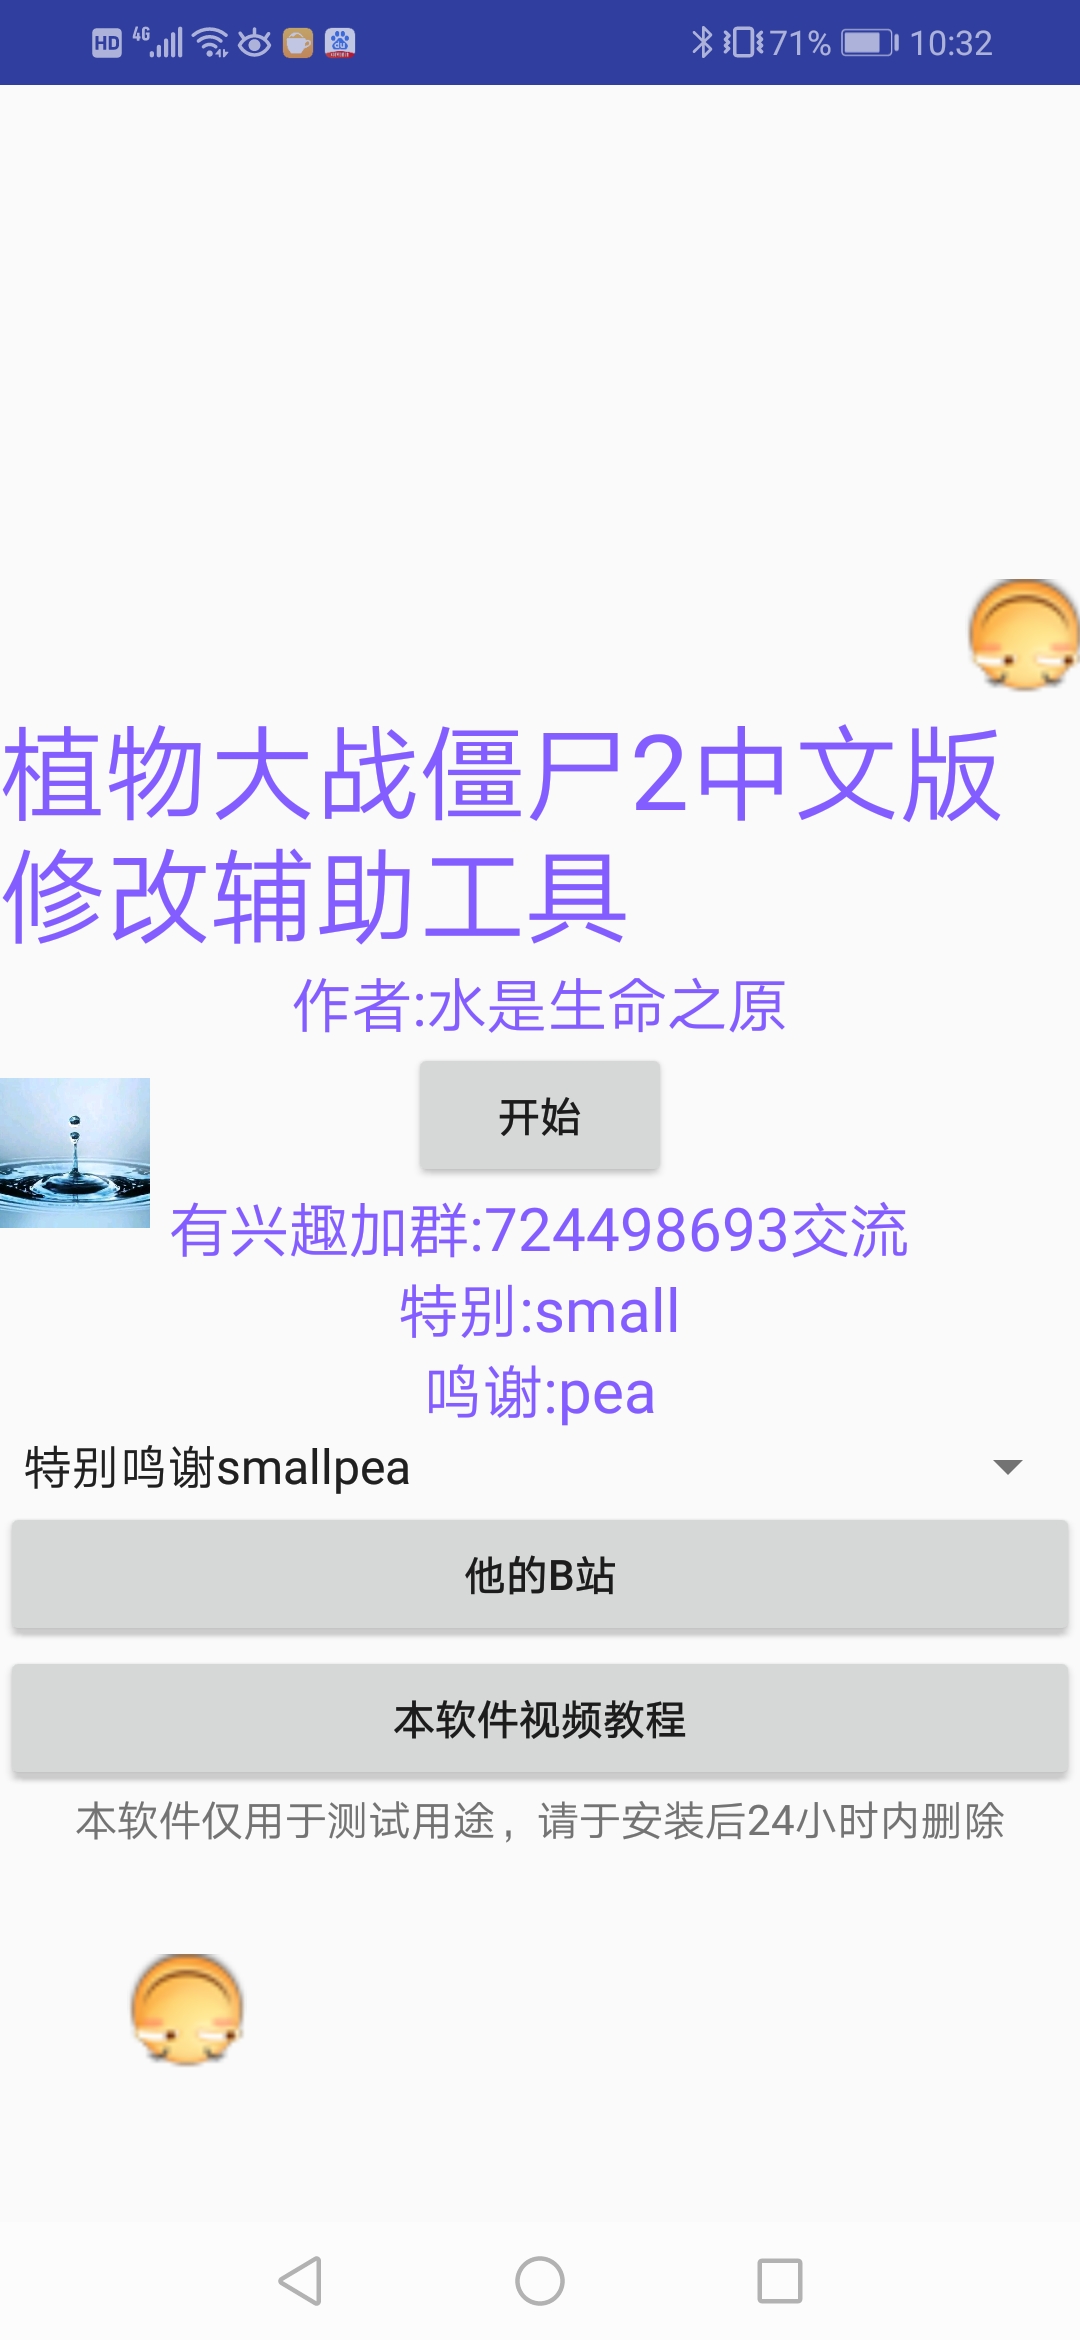 HD 4G 71% 10:32
植物大战僵尸2中文版
修改辅助工具
作者:水是生命之原
开始
有兴趣加群:724498693交流
特别:small
鸣谢:pea
特别鸣谢smallpea
他的B站
本软件视频教程
本软件仅用于测试用途，请于安装后24小时内删除